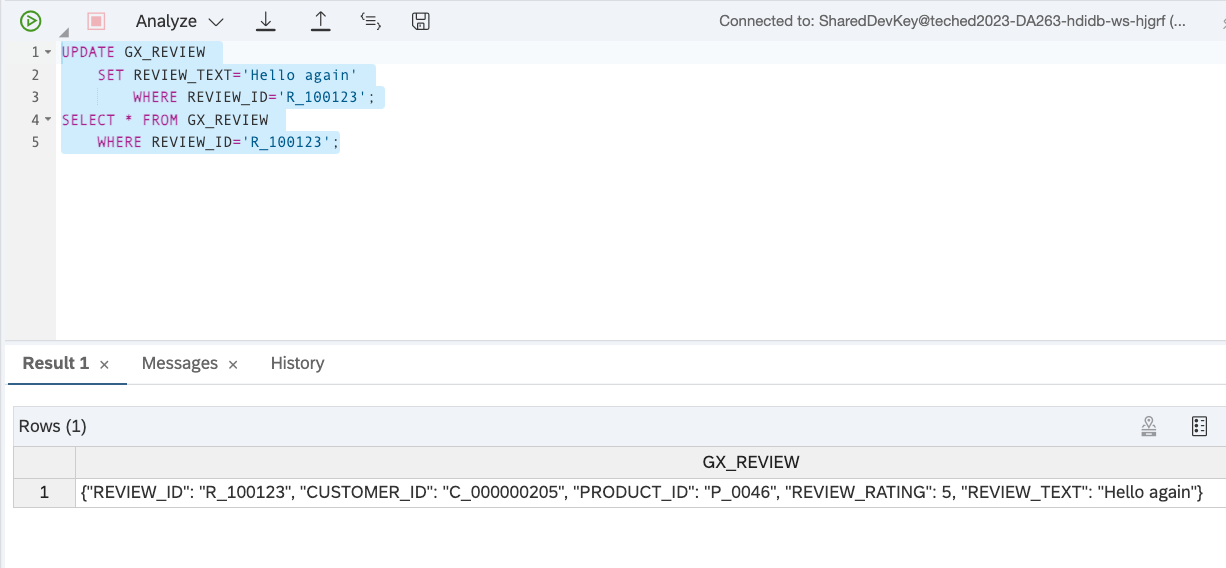 Analyze
Connected to: SharedDevKey@teched2023-DA263-hdidb-ws-hjgrf (...
1 UPDATE GX_REVIEW
2 SET REVIEW_TEXT='Hello again'
3 WHERE REVIEW_ID='R_100123';
4 SELECT * FROM GX_REVIEW
5 WHERE REVIEW_ID='R_100123';
Result 1 × Messages × History
Rows (1)
GX_REVIEW
1 {"REVIEW_ID": "R_100123", "CUSTOMER_ID": "C_000000205", "PRODUCT_ID": "P_0046", "REVIEW_RATING": 5, "REVIEW_TEXT": "Hello again"}